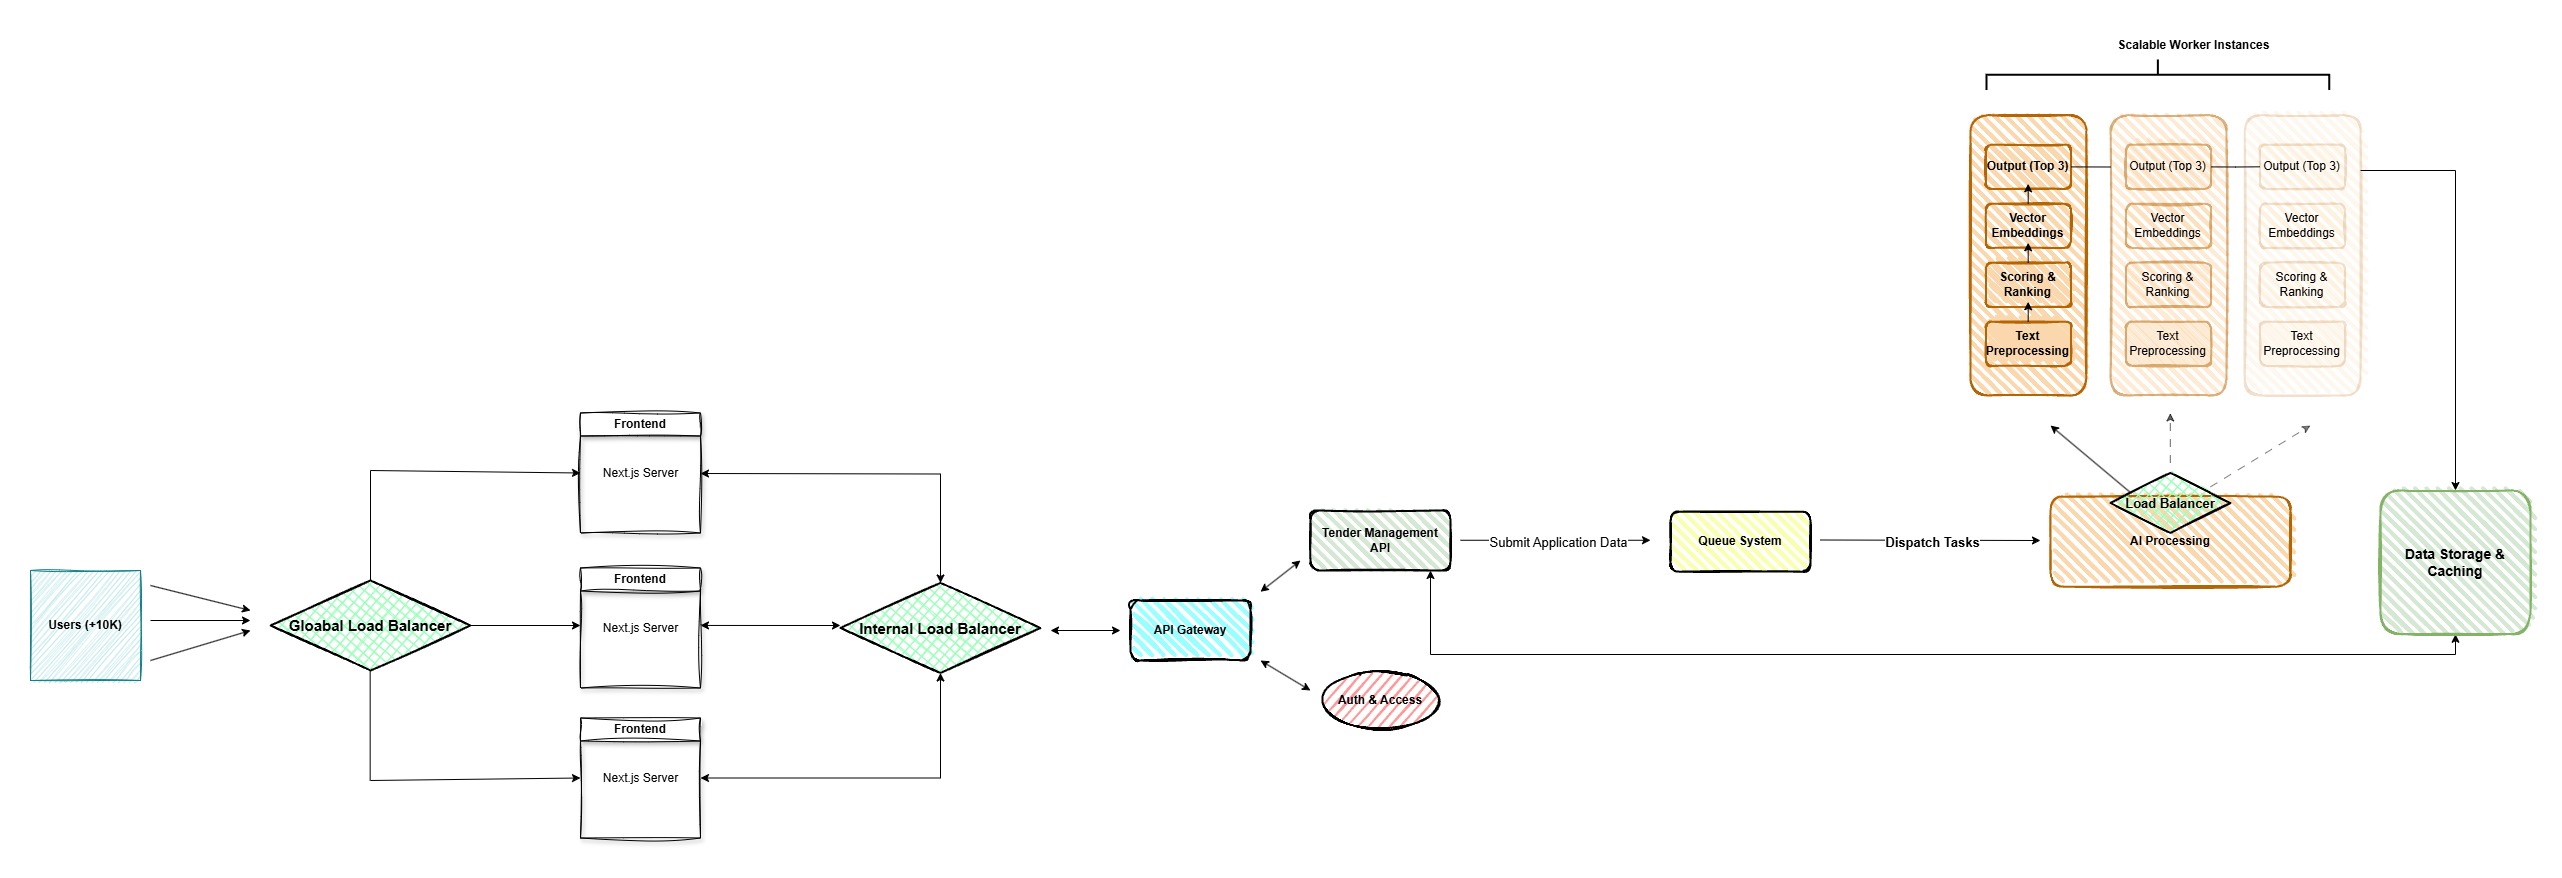 Scalable Worker Instances
Output (Top 3)
Vector
Embeddings
Scoring &
Ranking
Text
Preprocessing
Output (Top 3)
Vector
Embeddings
Scoring &
Ranking
Text
Preprocessing
Output (Top 3)
Vector
Embeddings
Scoring &
Ranking
Text
Preprocessing
Users (+10K)
Gloabal Load Balancer
Frontend
Next.js Server
Frontend
Next.js Server
Frontend
Next.js Server
Internal Load Balancer
API Gateway
Tender Management
API
Auth & Access
Submit Application Data
Queue System
Dispatch Tasks
Load Balancer
AI Processing
Data Storage &
Caching